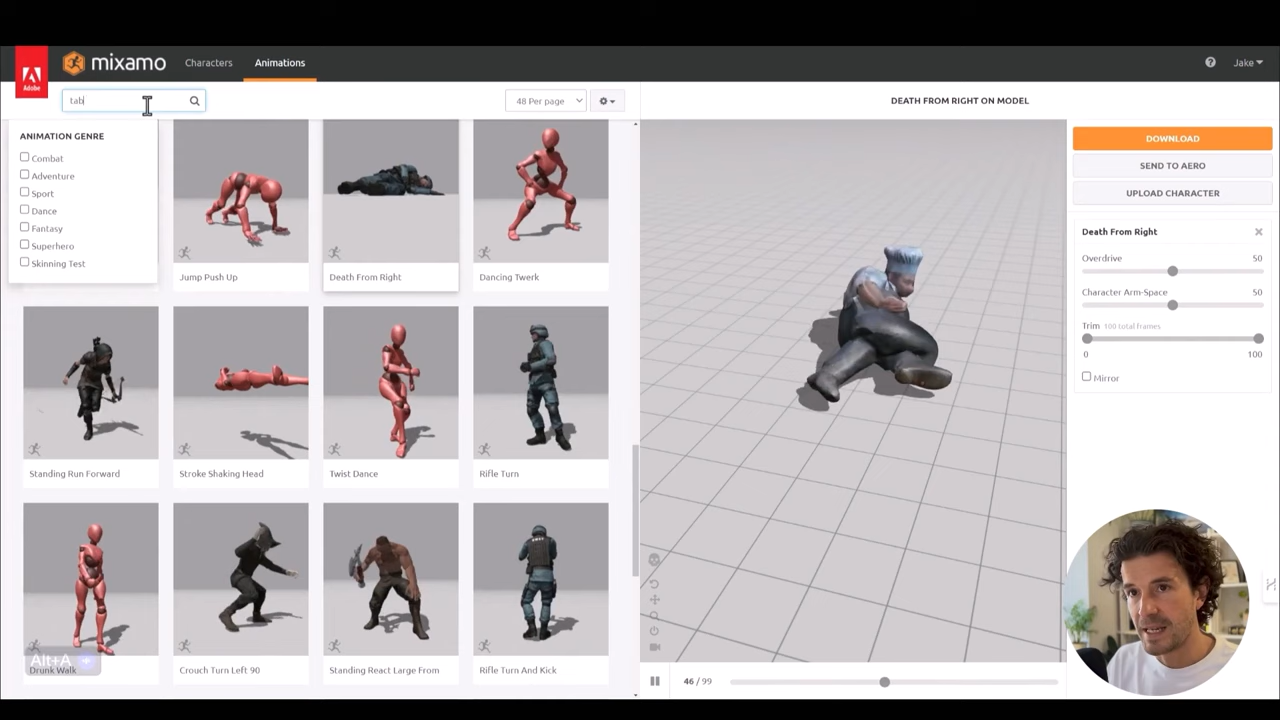 Adobe
mixamo
Characters
Animations
Jake
tab
48 Per page
DEATH FROM RIGHT ON MODEL
ANIMATION GENRE
Combat
Adventure
Sport
Dance
Fantasy
Superhero
Skinning Test
Jump Push Up
Death From Right
Dancing Twerk
Standing Run Forward
Stroke Shaking Head
Twist Dance
Rifle Turn
Drunk Walk
Crouch Turn Left 90
Standing React Large From
Rifle Turn And Kick
Alt+A
46 / 99
DOWNLOAD
SEND TO AERO
UPLOAD CHARACTER
Death From Right
Overdrive 50
Character Arm-Space 50
Trim 100 total frames
0 100
Mirror